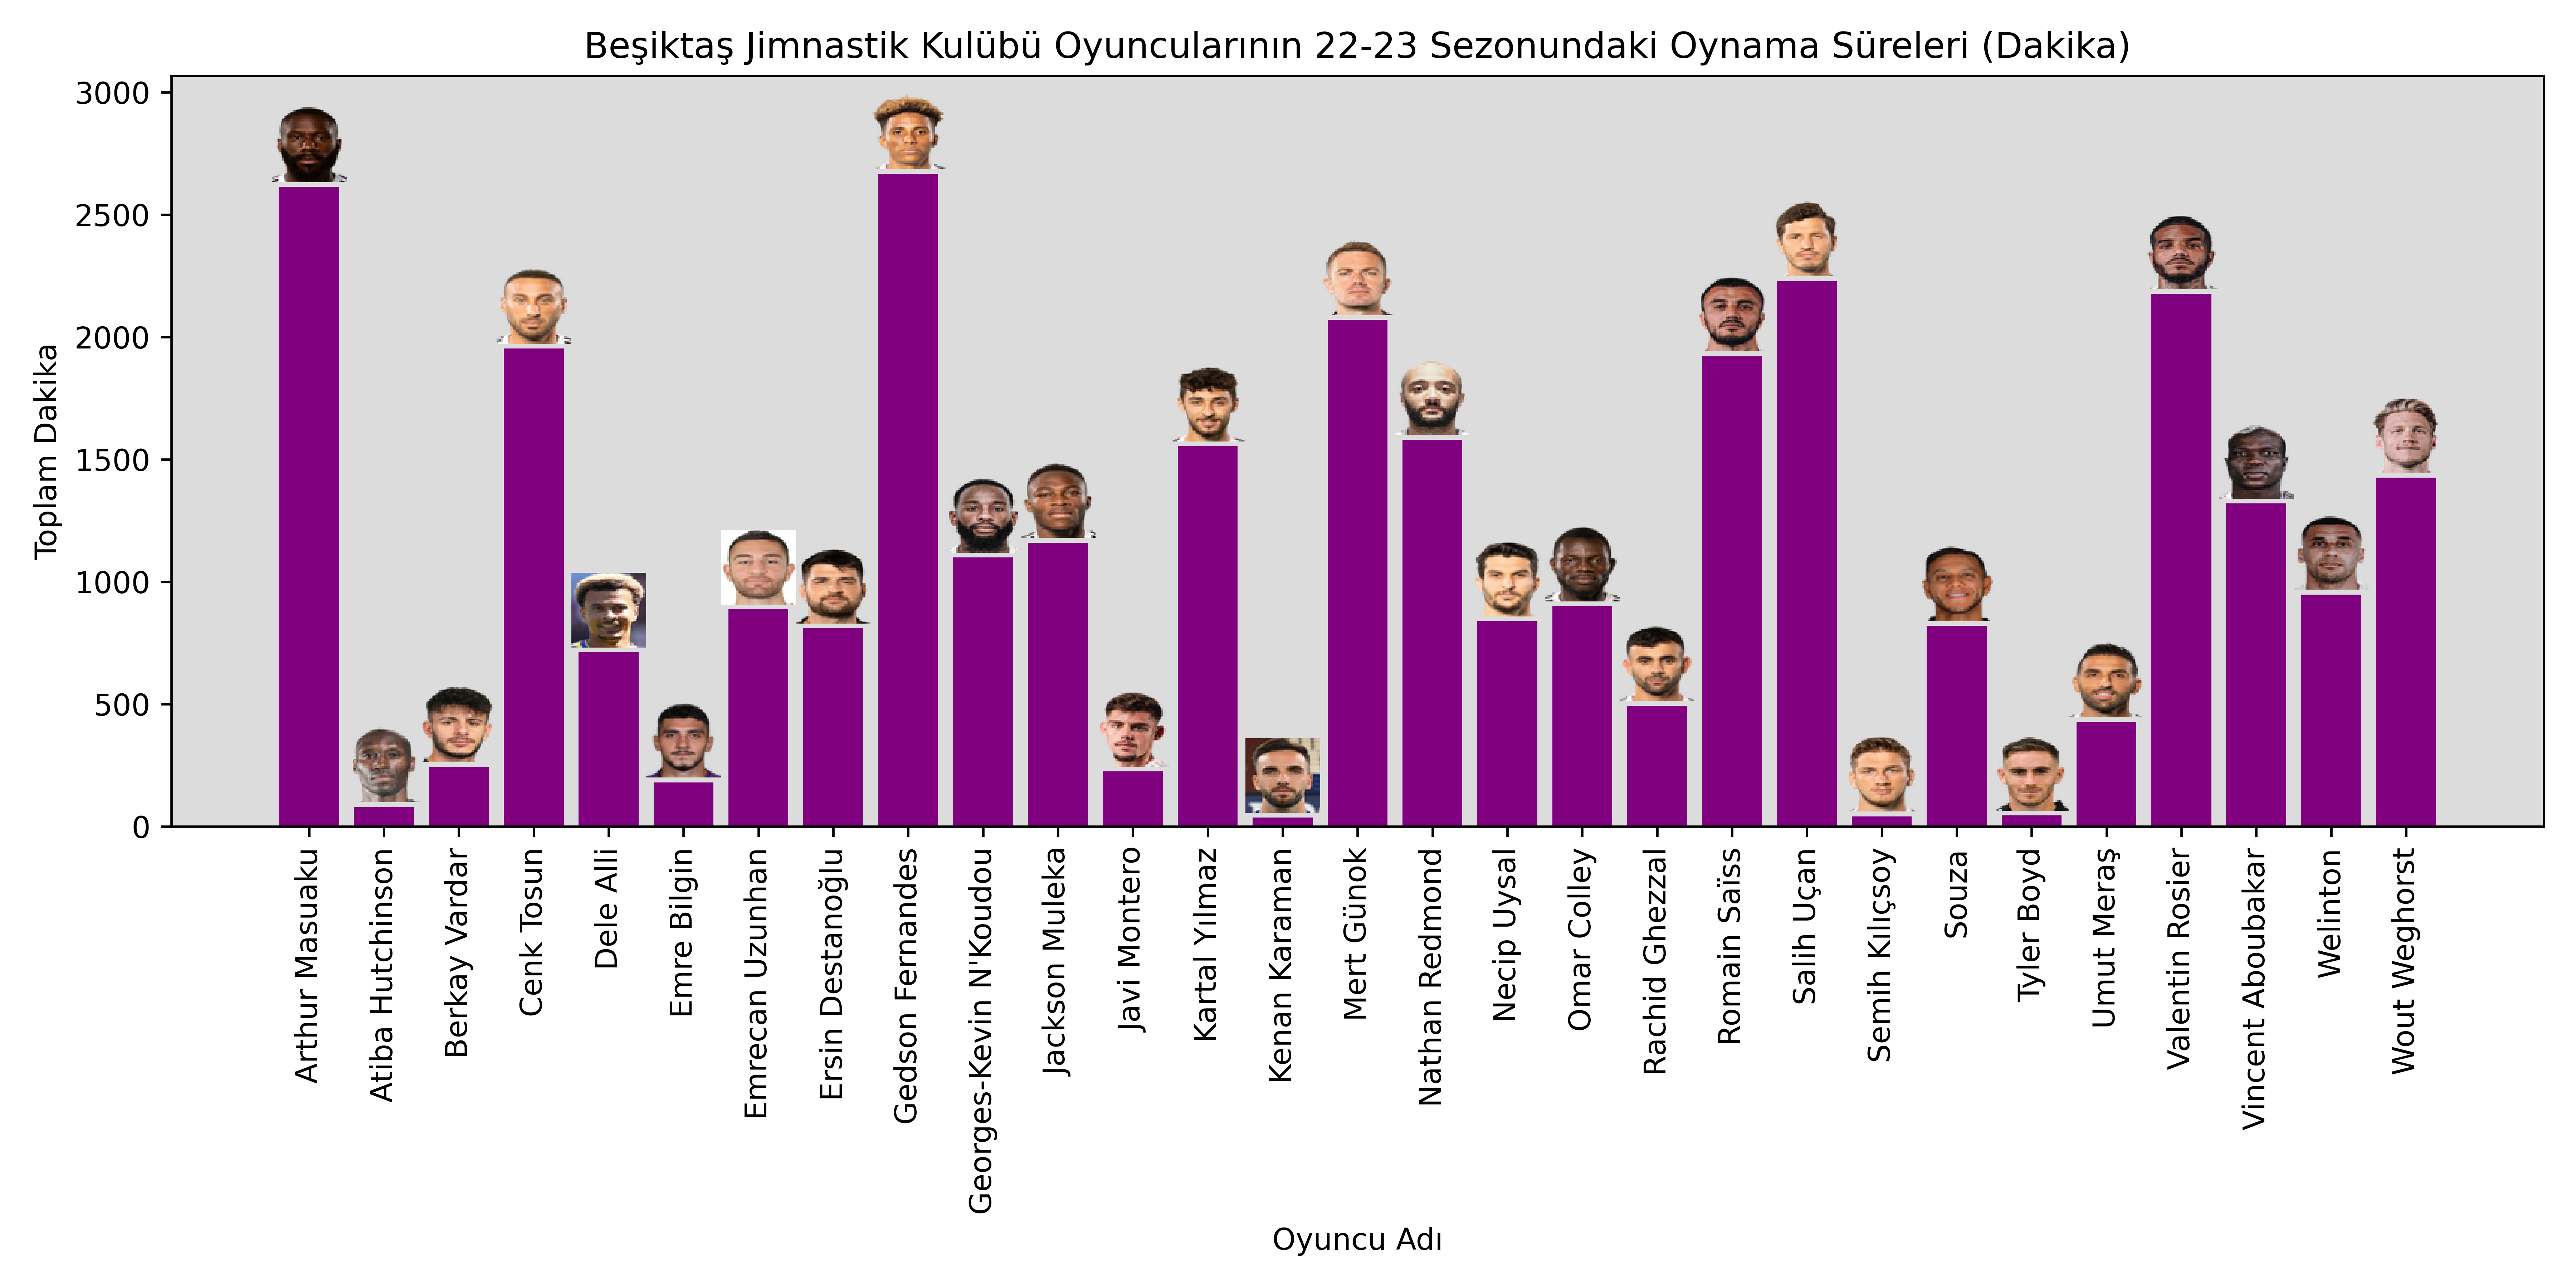 Beşiktaş Jimnastik Kulübü Oyuncularının 22-23 Sezonundaki Oynama Süreleri (Dakika)
Toplam Dakika
3000
2500
2000
1500
1000
500
0
Arthur Masuaku
Atiba Hutchinson
Berkay Vardar
Cenk Tosun
Dele Alli
Emre Bilgin
Emrecan Uzunhan
Ersin Destanoğlu
Gedson Fernandes
Georges-Kevin N'Koudou
Jackson Muleka
Javi Montero
Kartal Yılmaz
Kenan Karaman
Mert Günok
Nathan Redmond
Necip Uysal
Omar Colley
Rachid Ghezzal
Romain Saïss
Salih Uçan
Semih Kılıçsoy
Souza
Tyler Boyd
Umut Meraş
Valentin Rosier
Vincent Aboubakar
Welinton
Wout Weghorst
Oyuncu Adı